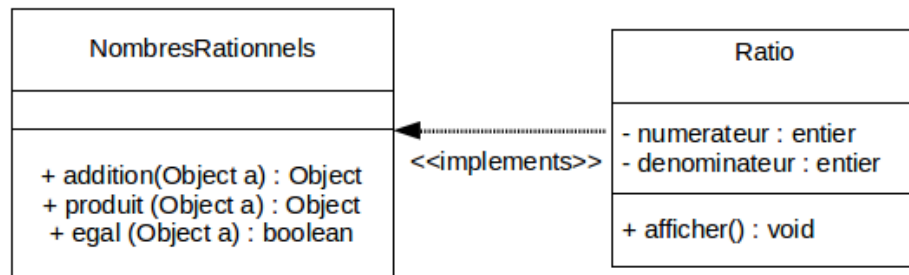 NombresRationnels
+ addition(Object a) : Object
+ produit (Object a) : Object
+ egal (Object a) : boolean
<<implements>>
Ratio
- numerateur : entier
- denominateur : entier
+ afficher() : void